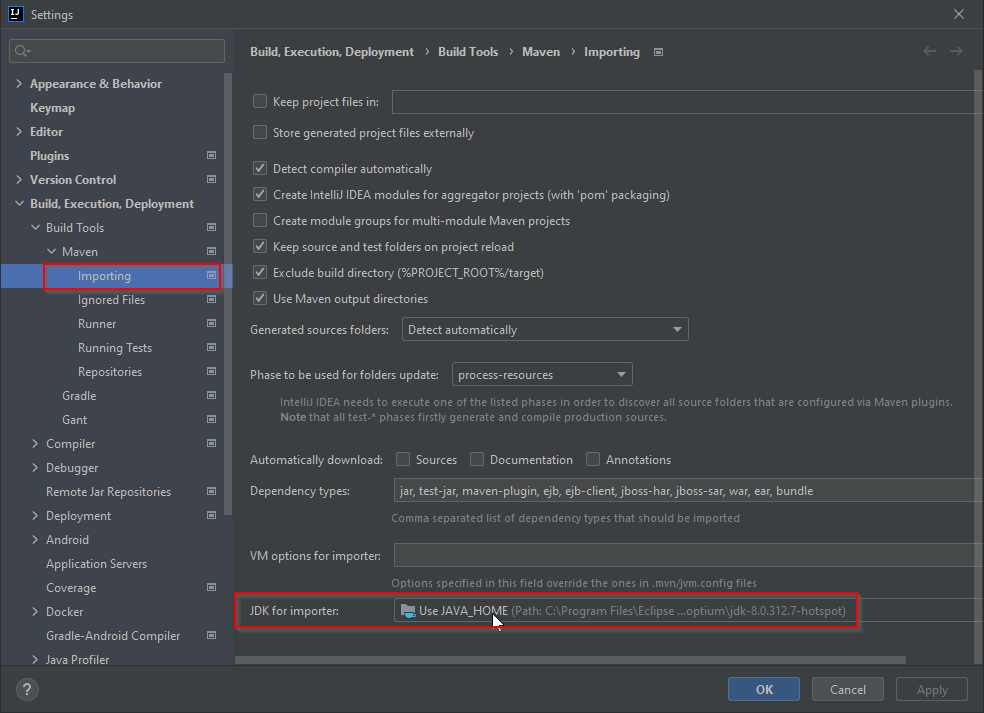 Settings
Build, Execution, Deployment › Build Tools › Maven › Importing
Appearance & Behavior
Keymap
Editor
Plugins
Version Control
Build, Execution, Deployment
Build Tools
Maven
Importing
Ignored Files
Runner
Running Tests
Repositories
Gradle
Gant
Compiler
Debugger
Remote Jar Repositories
Deployment
Android
Application Servers
Coverage
Docker
Gradle-Android Compiler
Java Profiler
Keep project files in:
Store generated project files externally
Detect compiler automatically
Create IntelliJ IDEA modules for aggregator projects (with 'pom' packaging)
Create module groups for multi-module Maven projects
Keep source and test folders on project reload
Exclude build directory (%PROJECT_ROOT%/target)
Use Maven output directories
Generated sources folders: Detect automatically
Phase to be used for folders update: process-resources
IntelliJ IDEA needs to execute one of the listed phases in order to discover all source folders that are configured via Maven plugins.
Note that all test-* phases firstly generate and compile production sources.
Automatically download: Sources Documentation Annotations
Dependency types: jar, test-jar, maven-plugin, ejb, ejb-client, jboss-har, jboss-sar, war, ear, bundle
Comma separated list of dependency types that should be imported
VM options for importer:
Options specified in this field override the ones in .mvn/jvm.config files
JDK for importer: Use JAVA_HOME (Path: C:\Program Files\Eclipse ...optium\jdk-8.0.312.7-hotspot)
? OK Cancel Apply